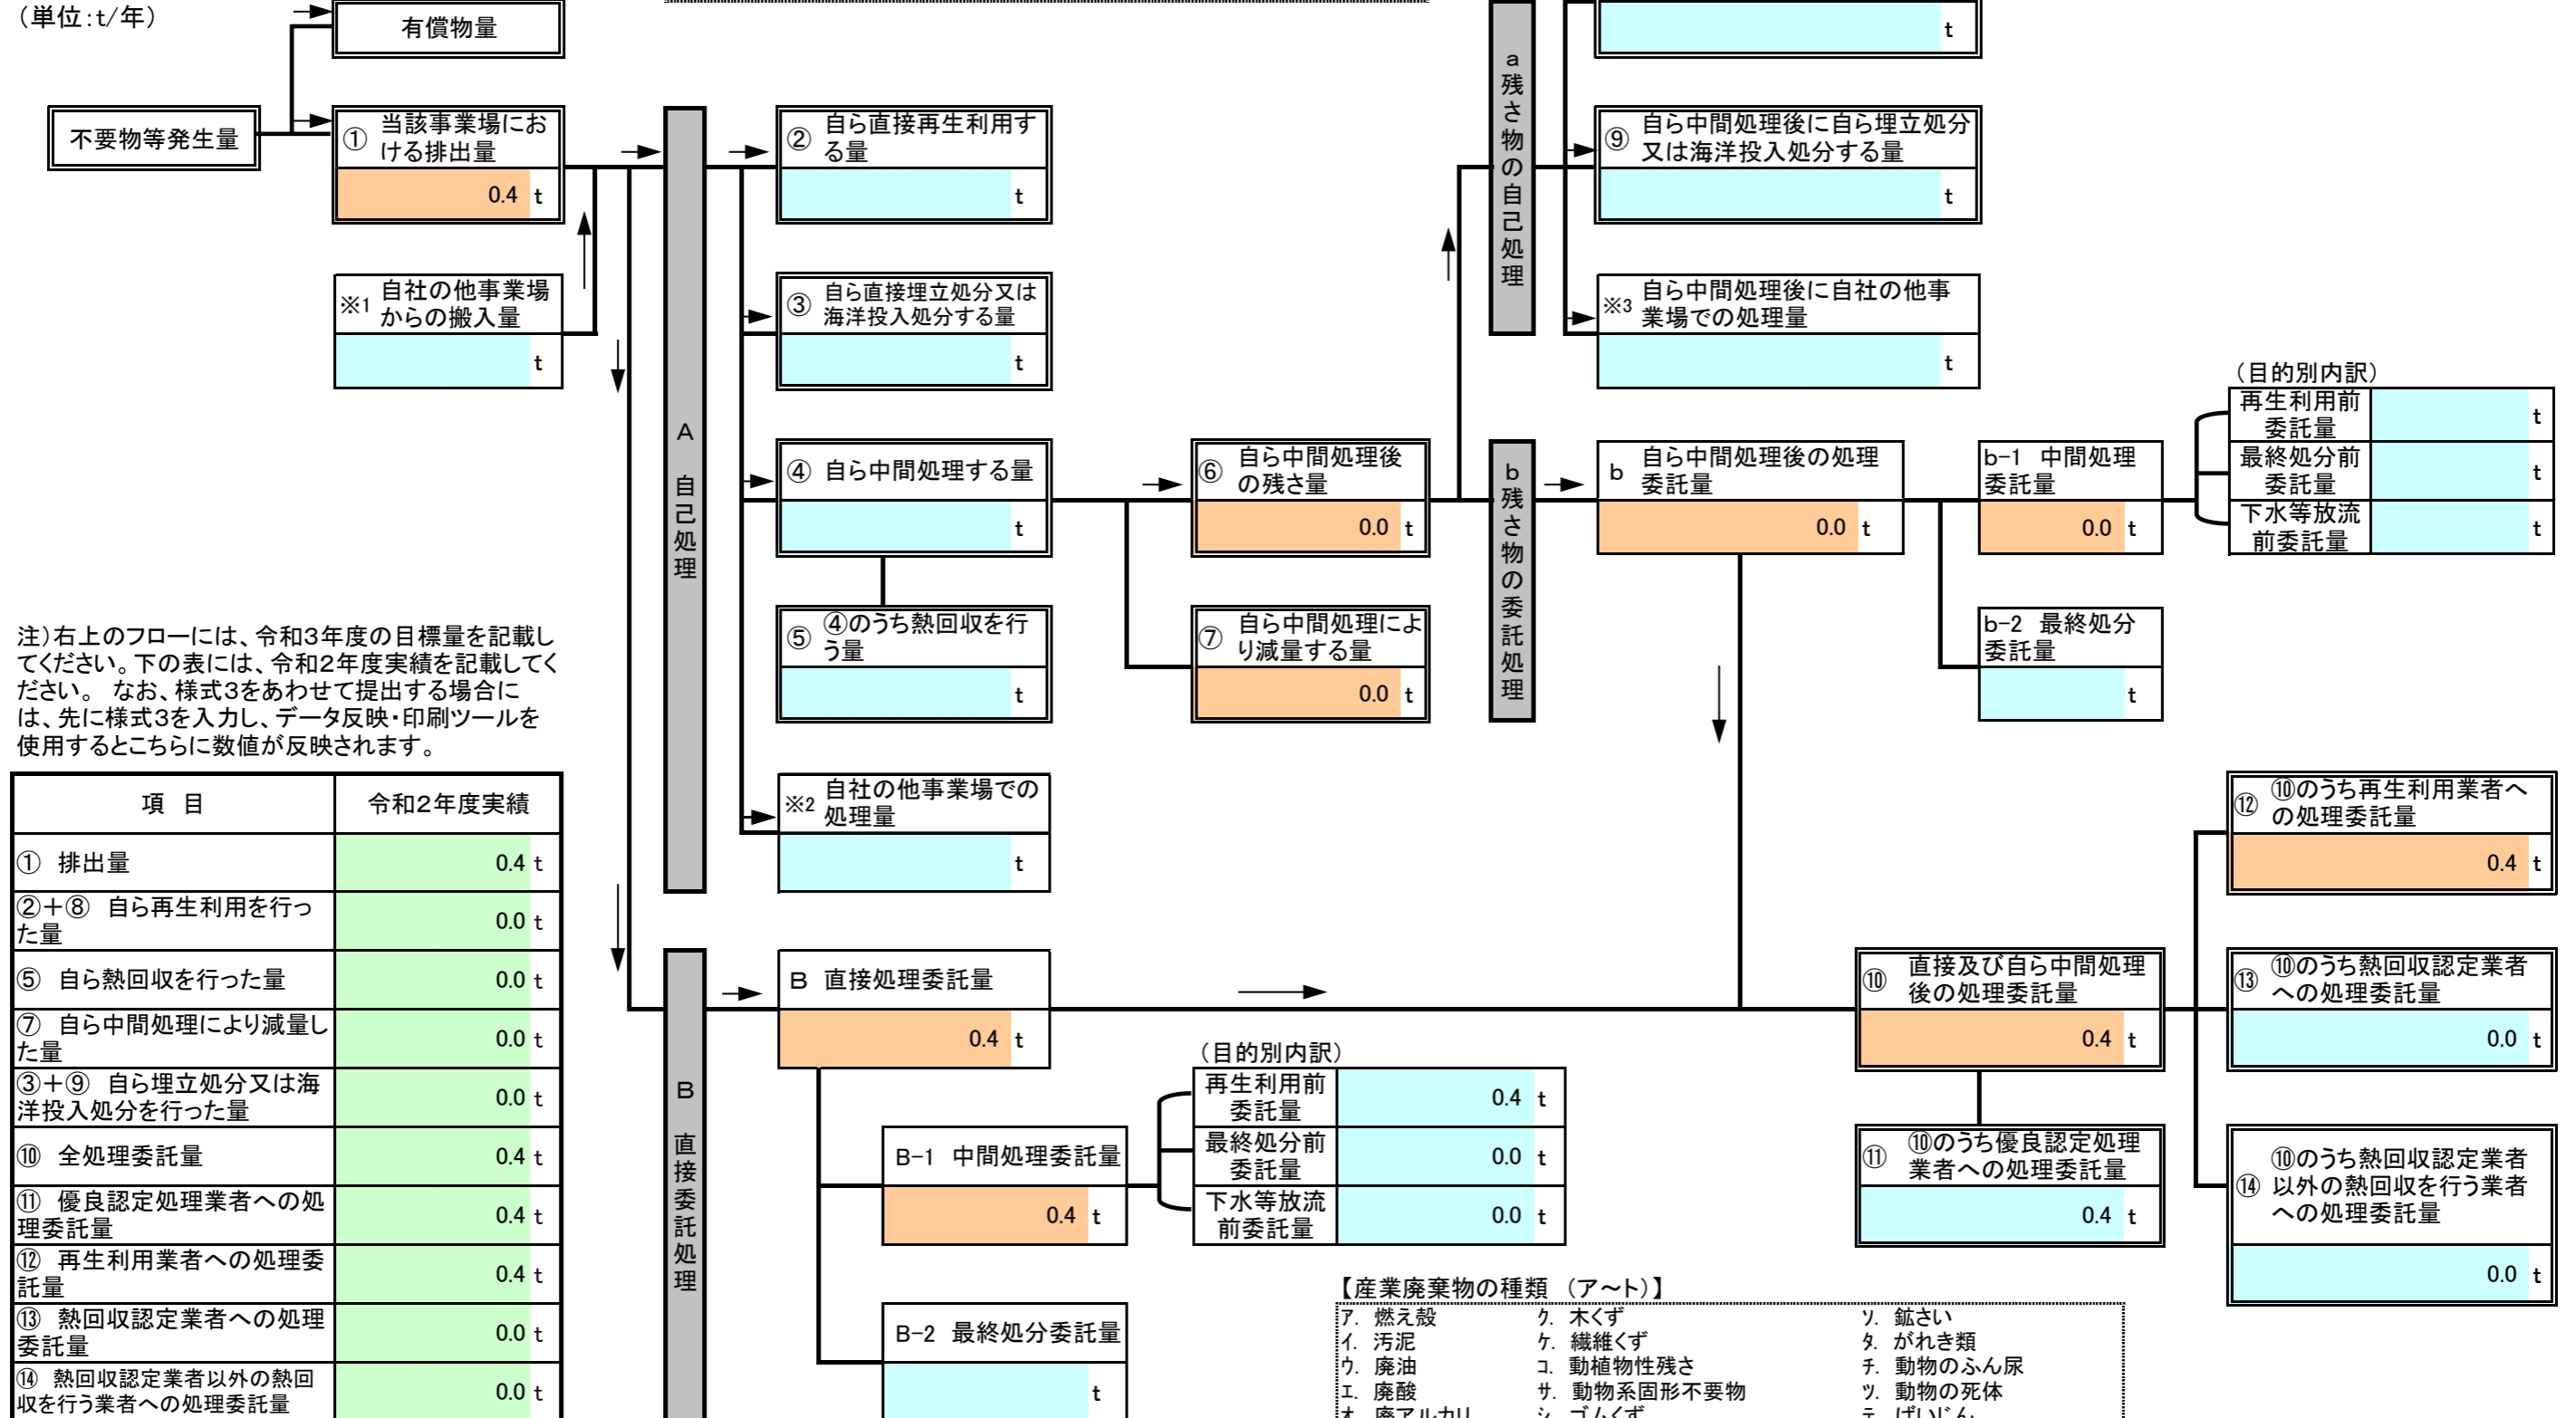 （単位：t/年）
有償物量
不要物等発生量
① 当該事業場にお
ける排出量
0.4 t
※1 自社の他事業場
からの搬入量
t
A 自己処理
② 自ら直接再生利用す
る量
t
③ 自ら直接埋立処分又は
海洋投入処分する量
t
④ 自ら中間処理する量
t
⑤ ④のうち熱回収を行
う量
t
※2 自社の他事業場での
処理量
t
⑥ 自ら中間処理後
の残さ量
0.0 t
⑦ 自ら中間処理によ
り減量する量
0.0 t
a 残さ物の自己処理
t
⑨ 自ら中間処理後に自ら埋立処分
又は海洋投入処分する量
t
※3 自ら中間処理後に自社の他事
業場での処理量
t
b 残さ物の委託処理
b 自ら中間処理後の処理
委託量
0.0 t
b-1 中間処理
委託量
0.0 t
（目的別内訳）
再生利用前
委託量
t
最終処分前
委託量
t
下水等放流
前委託量
t
b-2 最終処分
委託量
t
注）右上のフローには、令和３年度の目標量を記載し
てください。下の表には、令和２年度実績を記載してく
ださい。 なお、様式３をあわせて提出する場合に
は、先に様式３を入力し、データ反映・印刷ツールを
使用するとこちらに数値が反映されます。
項 目 令和２年度実績
① 排出量 0.4 t
②＋⑧ 自ら再生利用を行っ
た量 0.0 t
⑤ 自ら熱回収を行った量 0.0 t
⑦ 自ら中間処理により減量し
た量 0.0 t
③＋⑨ 自ら埋立処分又は海
洋投入処分を行った量 0.0 t
⑩ 全処理委託量 0.4 t
⑪ 優良認定処理業者への処
理委託量 0.4 t
⑫ 再生利用業者への処理委
託量 0.4 t
⑬ 熱回収認定業者への処理
委託量 0.0 t
⑭ 熱回収認定業者以外の熱回
収を行う業者への処理委託量 0.0 t
B 直接委託処理
B 直接処理委託量
0.4 t
B-1 中間処理委託量
0.4 t
（目的別内訳）
再生利用前
委託量
0.4 t
最終処分前
委託量
0.0 t
下水等放流
前委託量
0.0 t
B-2 最終処分委託量
t
⑩ 直接及び自ら中間処理
後の処理委託量
0.4 t
⑪ ⑩のうち優良認定処理
業者への処理委託量
0.4 t
⑫ ⑩のうち再生利用業者へ
の処理委託量
0.4 t
⑬ ⑩のうち熱回収認定業者
への処理委託量
0.0 t
⑭ ⑩のうち熱回収認定業者
以外の熱回収を行う業者
への処理委託量
0.0 t
【産業廃棄物の種類 （ア～ト）】
ｱ. 燃え殻 ｸ. 木くず ｿ. 鉱さい
ｲ. 汚泥 ｹ. 繊維くず ﾀ. がれき類
ｳ. 廃油 ｺ. 動植物性残さ ﾁ. 動物のふん尿
ｴ. 廃酸 ｻ. 動物系固形不要物 ﾂ. 動物の死体
ｵ. 廃アルカリ ｼ. ゴムくず ﾃ. ばいじん